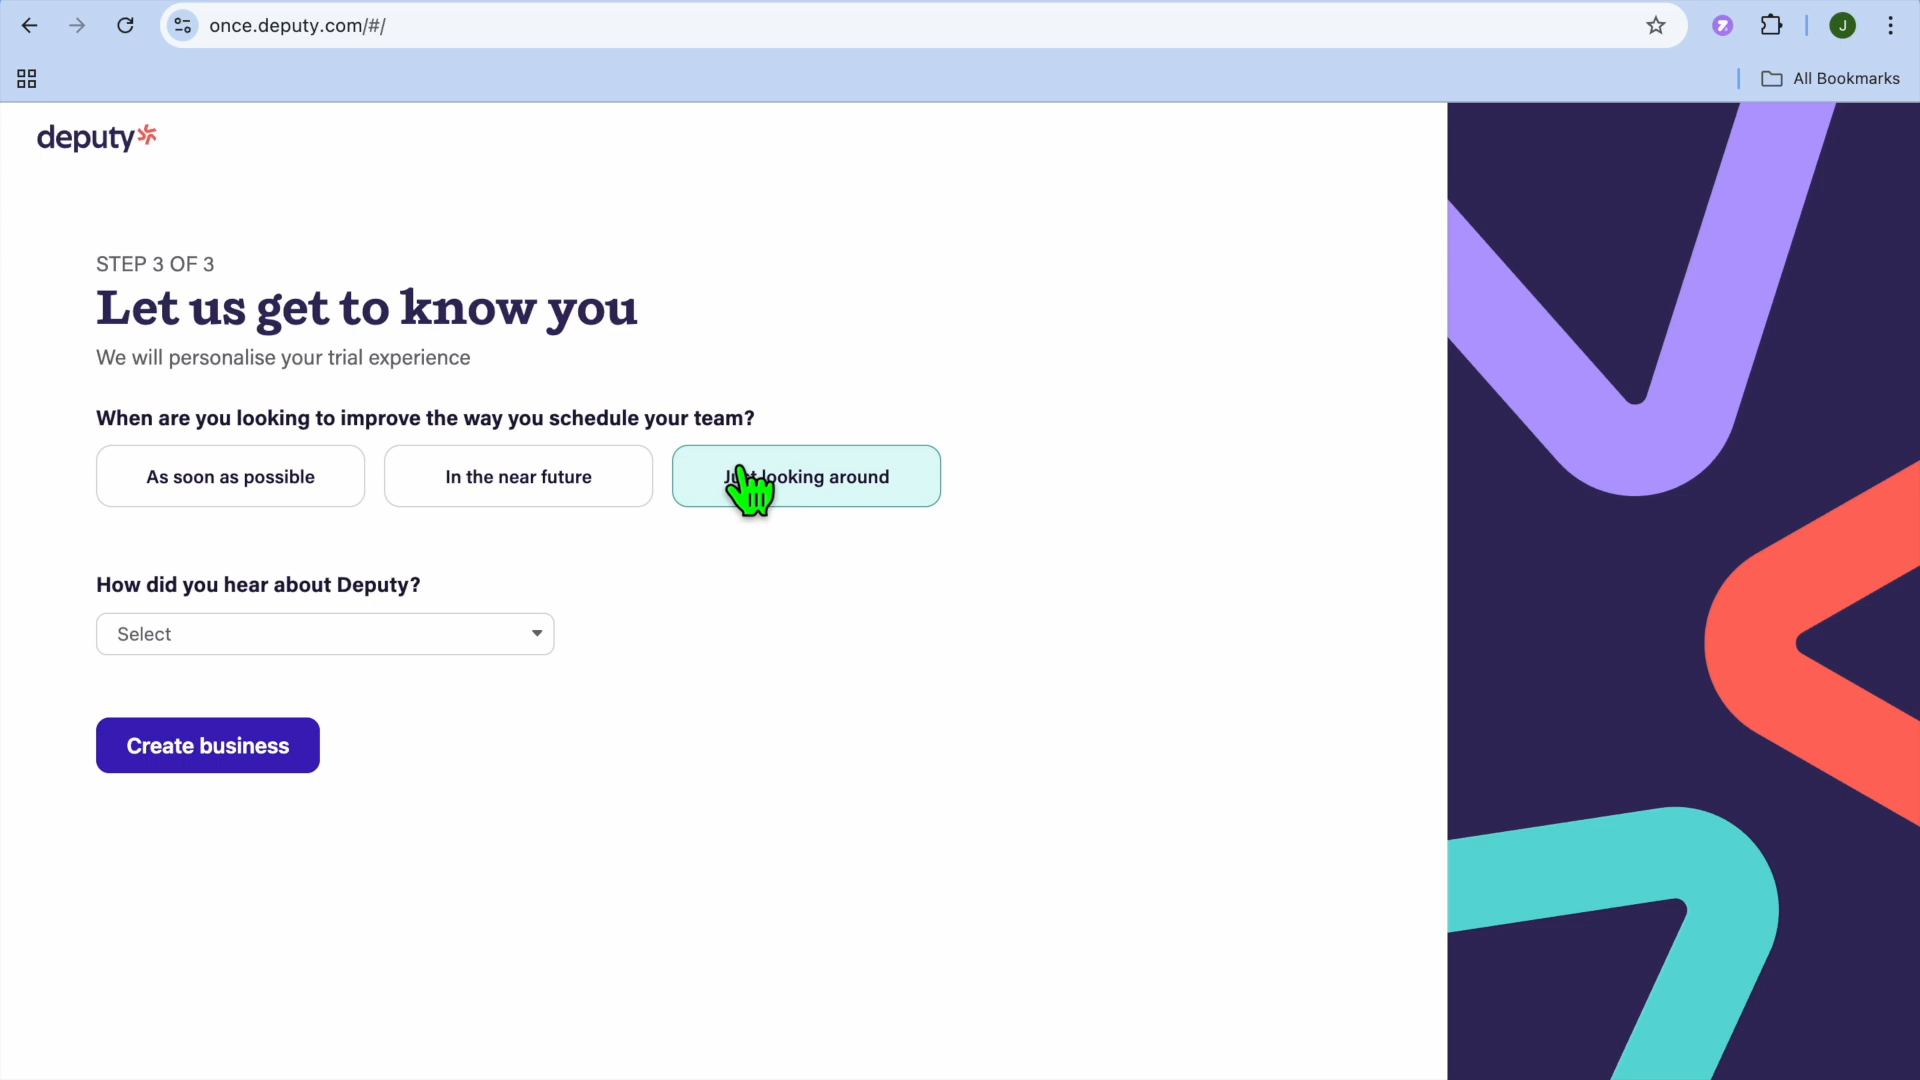 once.deputy.com/#/
J
All Bookmarks
deputy
STEP 3 OF 3
Let us get to know you
We will personalise your trial experience
When are you looking to improve the way you schedule your team?
As soon as possible
In the near future
Just looking around
How did you hear about Deputy?
Select
Create business